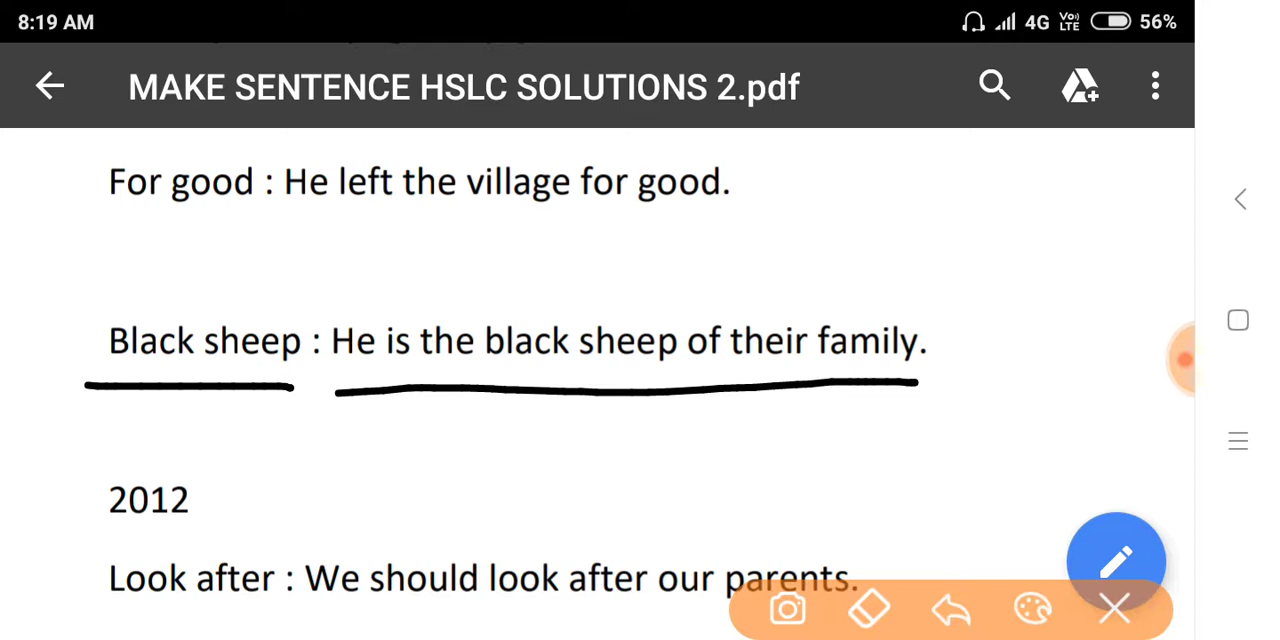 8:19 AM 4G Vo) LTE 56%
MAKE SENTENCE HSLC SOLUTIONS 2.pdf
For good : He left the village for good.
Black sheep : He is the black sheep of their family.
2012
Look after : We should look after our parents.